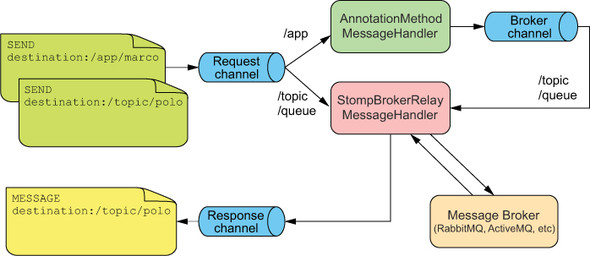 SEND
destination:/app/marco
SEND
destination:/topic/polo
Request
channel
/app
/topic
/queue
AnnotationMethod
MessageHandler
Broker
channel
/topic
/queue
StompBrokerRelay
MessageHandler
MESSAGE
destination:/topic/polo
Response
channel
Message Broker
(RabbitMQ, ActiveMQ, etc)